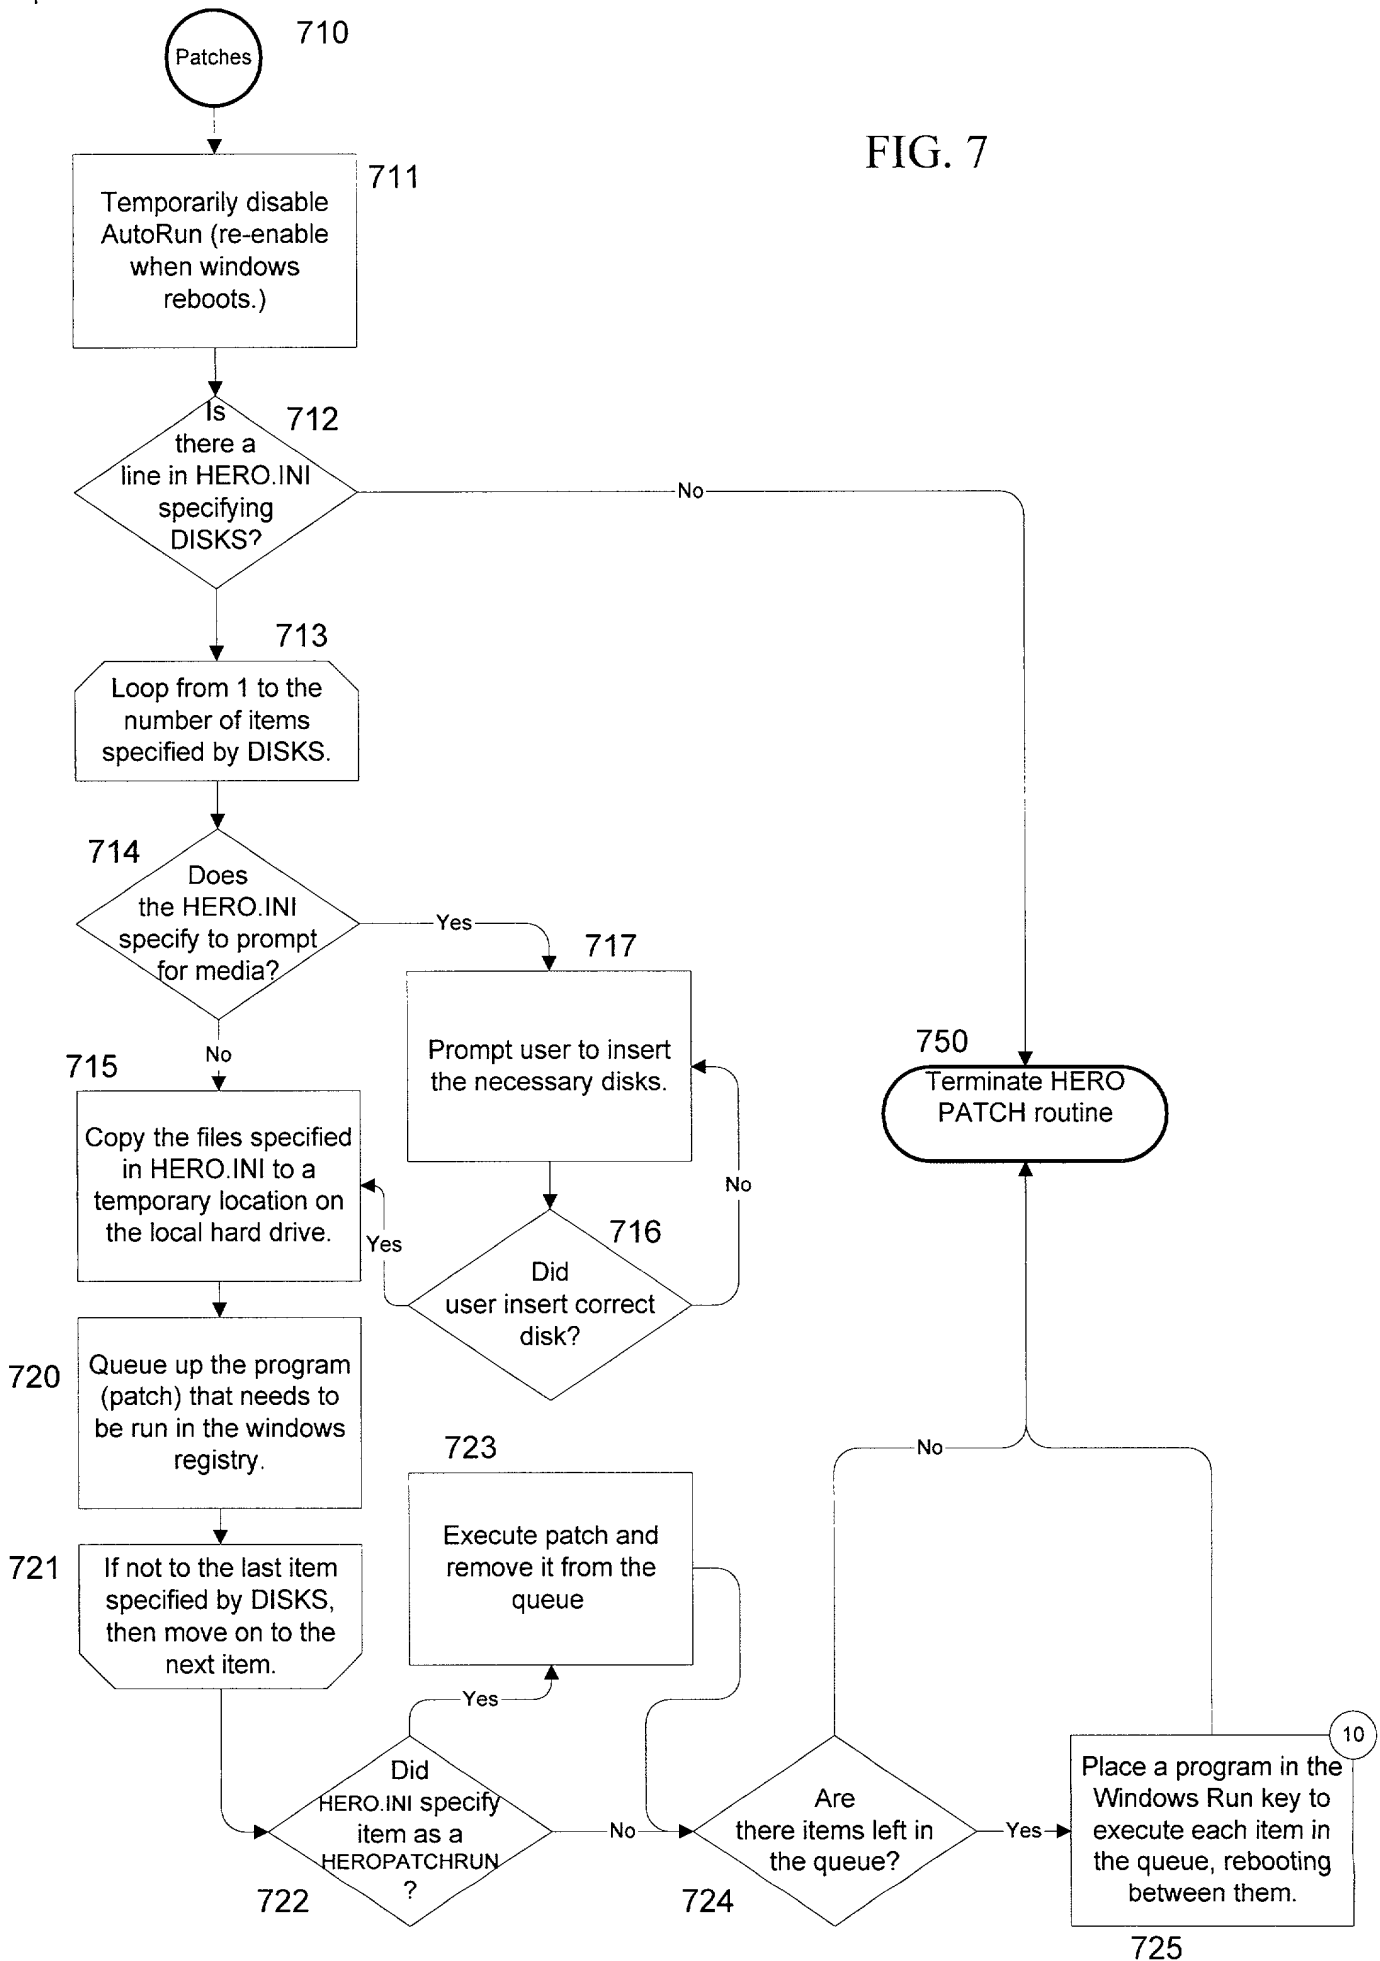 710
Patches
FIG. 7
711
Temporarily disable
AutoRun (re-enable
when windows
reboots.)
712
Is
there a
line in HERO.INI
specifying
DISKS?
No
713
Loop from 1 to the
number of items
specified by DISKS.
714
Does
the HERO.INI
specify to prompt
for media?
Yes
No
717
Prompt user to insert
the necessary disks.
750
Terminate HERO
PATCH routine
715
Copy the files specified
in HERO.INI to a
temporary location on
the local hard drive.
Yes
No
716
Did
user insert correct
disk?
720
Queue up the program
(patch) that needs to
be run in the windows
registry.
723
Execute patch and
remove it from the
queue
No
721
If not to the last item
specified by DISKS,
then move on to the
next item.
Yes
722
Did
HERO.INI specify
item as a
HEROPATCHRUN
?
No
724
Are
there items left in
the queue?
Yes
10
Place a program in the
Windows Run key to
execute each item in
the queue, rebooting
between them.
725